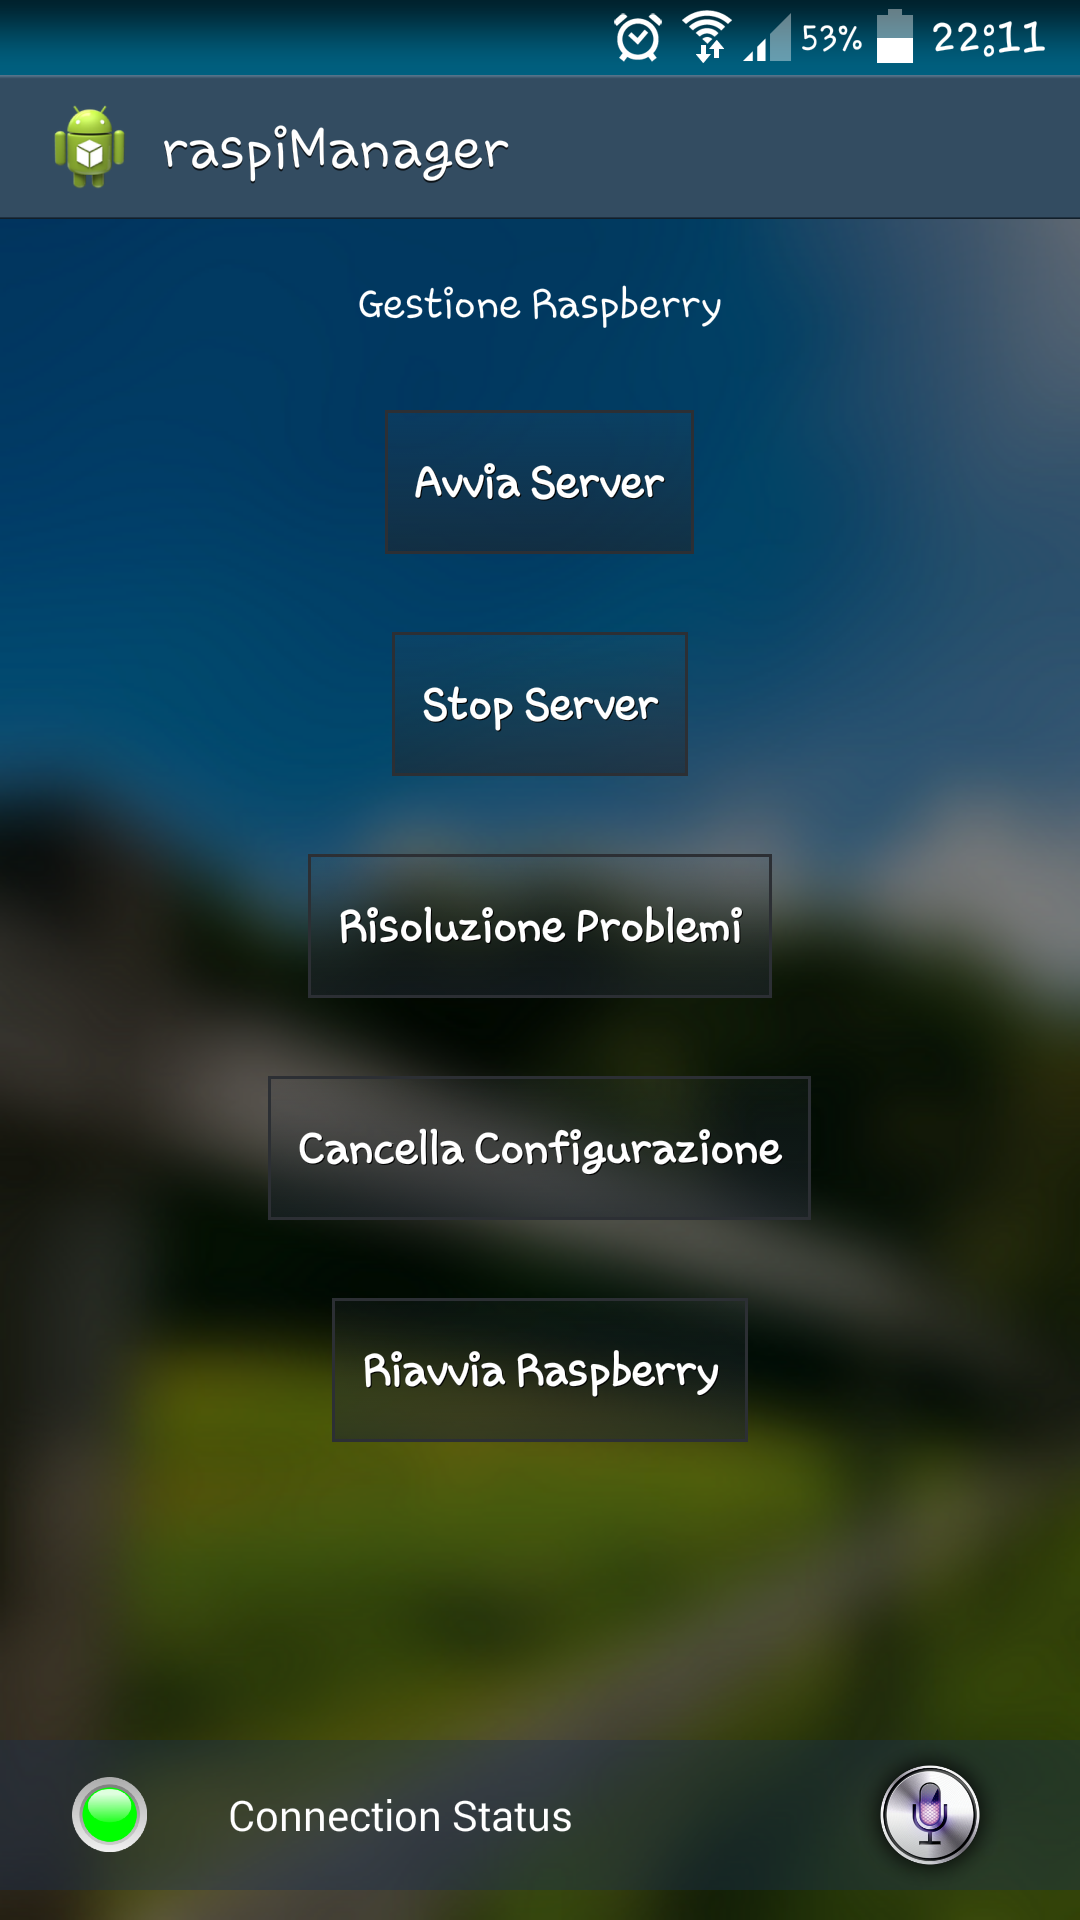 53% 22:11
raspiManager
Gestione Raspberry
Avvia Server
Stop Server
Risoluzione Problemi
Cancella Configurazione
Riavvia Raspberry
Connection Status